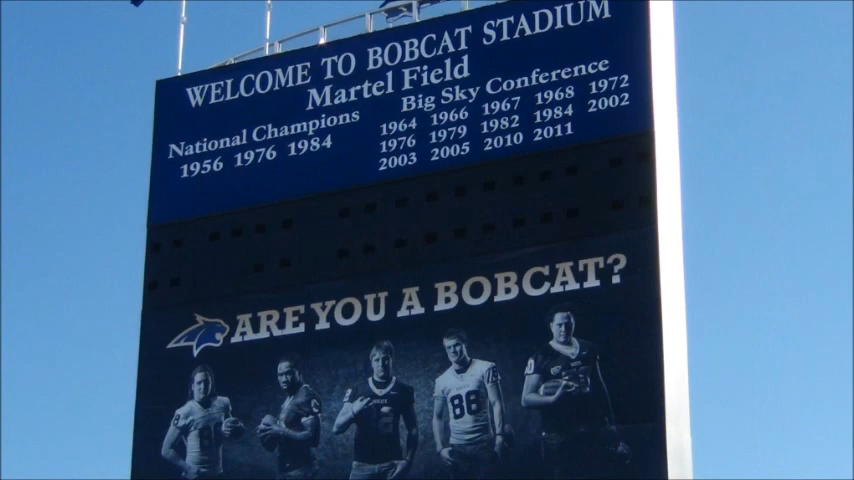 WELCOME TO BOBCAT STADIUM
Martel Field
National Champions
1956 1976 1984
Big Sky Conference
1964 1966 1967 1968 1972
1976 1979 1982 1984 2002
2003 2005 2010 2011
ARE YOU A BOBCAT?
88